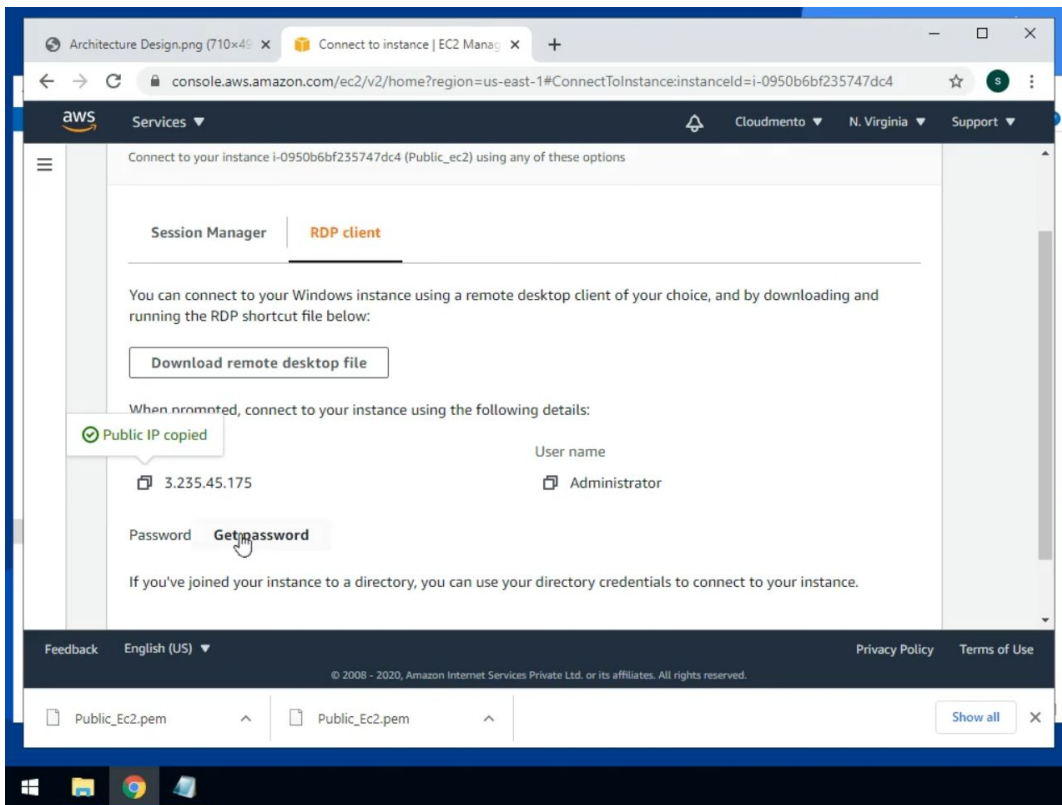 Architecture Design.png (710×49
Connect to instance | EC2 Manag
console.aws.amazon.com/ec2/v2/home?region=us-east-1#ConnectToInstance:instanceId=i-0950b6bf235747dc4
S
aws
Services
Cloudmento
N. Virginia
Support
Connect to your instance i-0950b6bf235747dc4 (Public_ec2) using any of these options
Session Manager
RDP client
You can connect to your Windows instance using a remote desktop client of your choice, and by downloading and
running the RDP shortcut file below:
Download remote desktop file
When prompted, connect to your instance using the following details:
Public IP copied
User name
3.235.45.175
Administrator
Password
Get password
If you've joined your instance to a directory, you can use your directory credentials to connect to your instance.
Feedback
English (US)
Privacy Policy
Terms of Use
© 2008 - 2020, Amazon Internet Services Private Ltd. or its affiliates. All rights reserved.
Public_Ec2.pem
Public_Ec2.pem
Show all